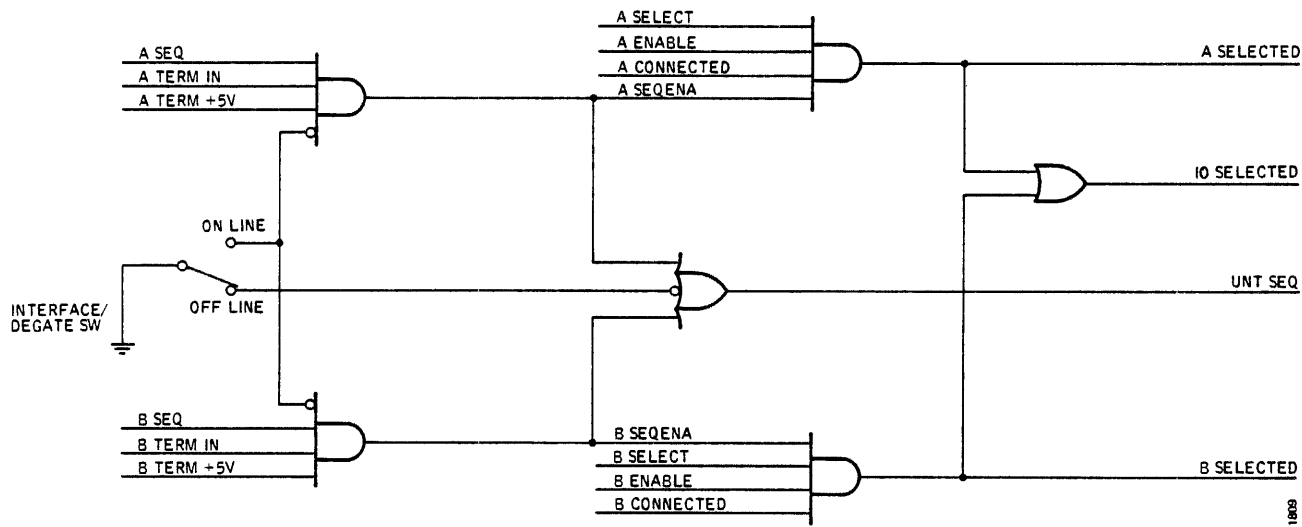 A SELECT
A ENABLE
A CONNECTED
A SEQENA
A SEQ
A TERM IN
A TERM +5V
A SELECTED
IO SELECTED
ON LINE
OFF LINE
INTERFACE/
DEGATE SW
UNT SEQ
B SEQ
B TERM IN
B TERM +5V
B SEQENA
B SELECT
B ENABLE
B CONNECTED
B SELECTED
1809